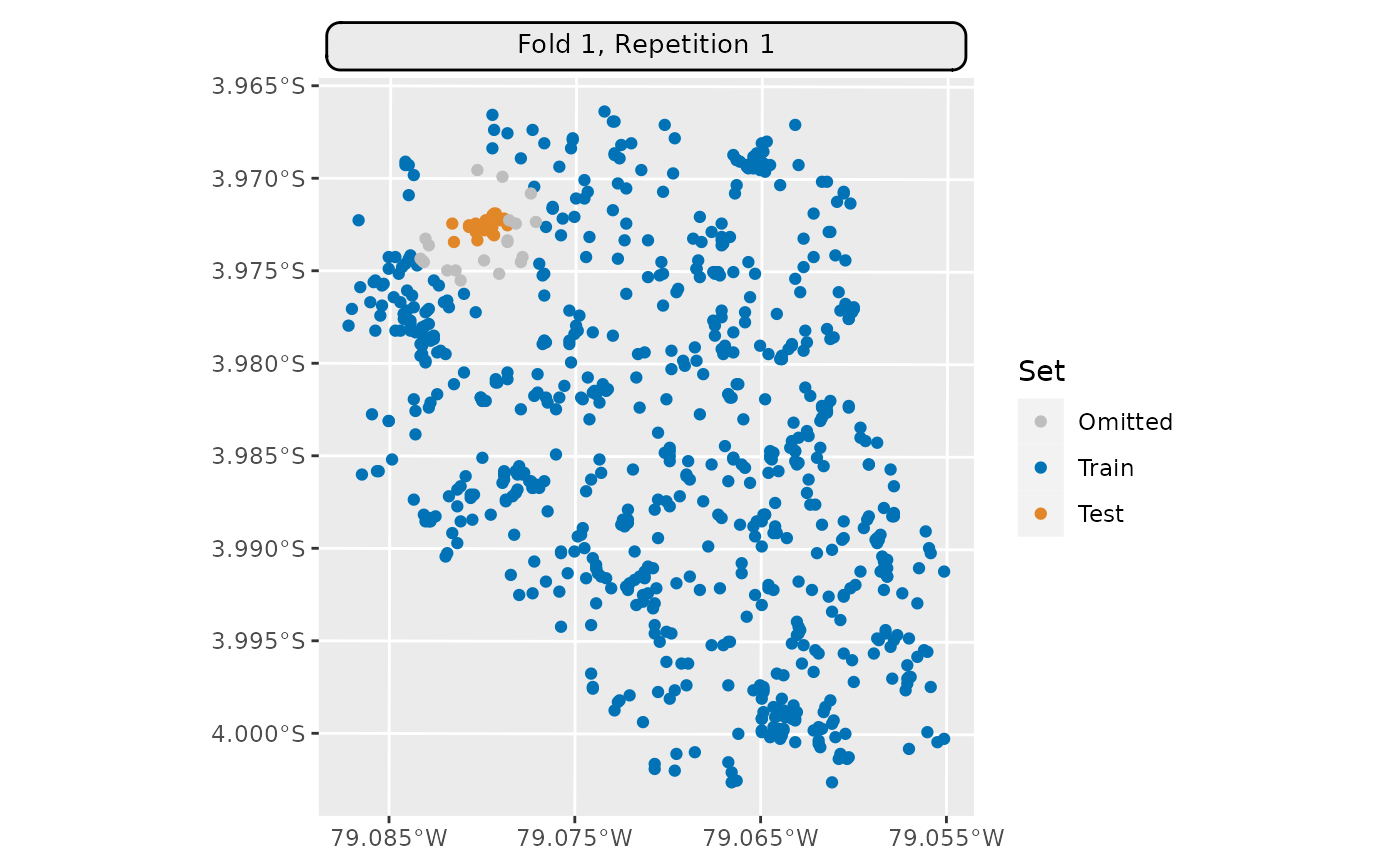 Fold 1, Repetition 1
3.965°S
3.970°S
3.975°S
3.980°S
3.985°S
3.990°S
3.995°S
4.000°S
79.085°W 79.075°W 79.065°W 79.055°W
Set
Omitted
Train
Test